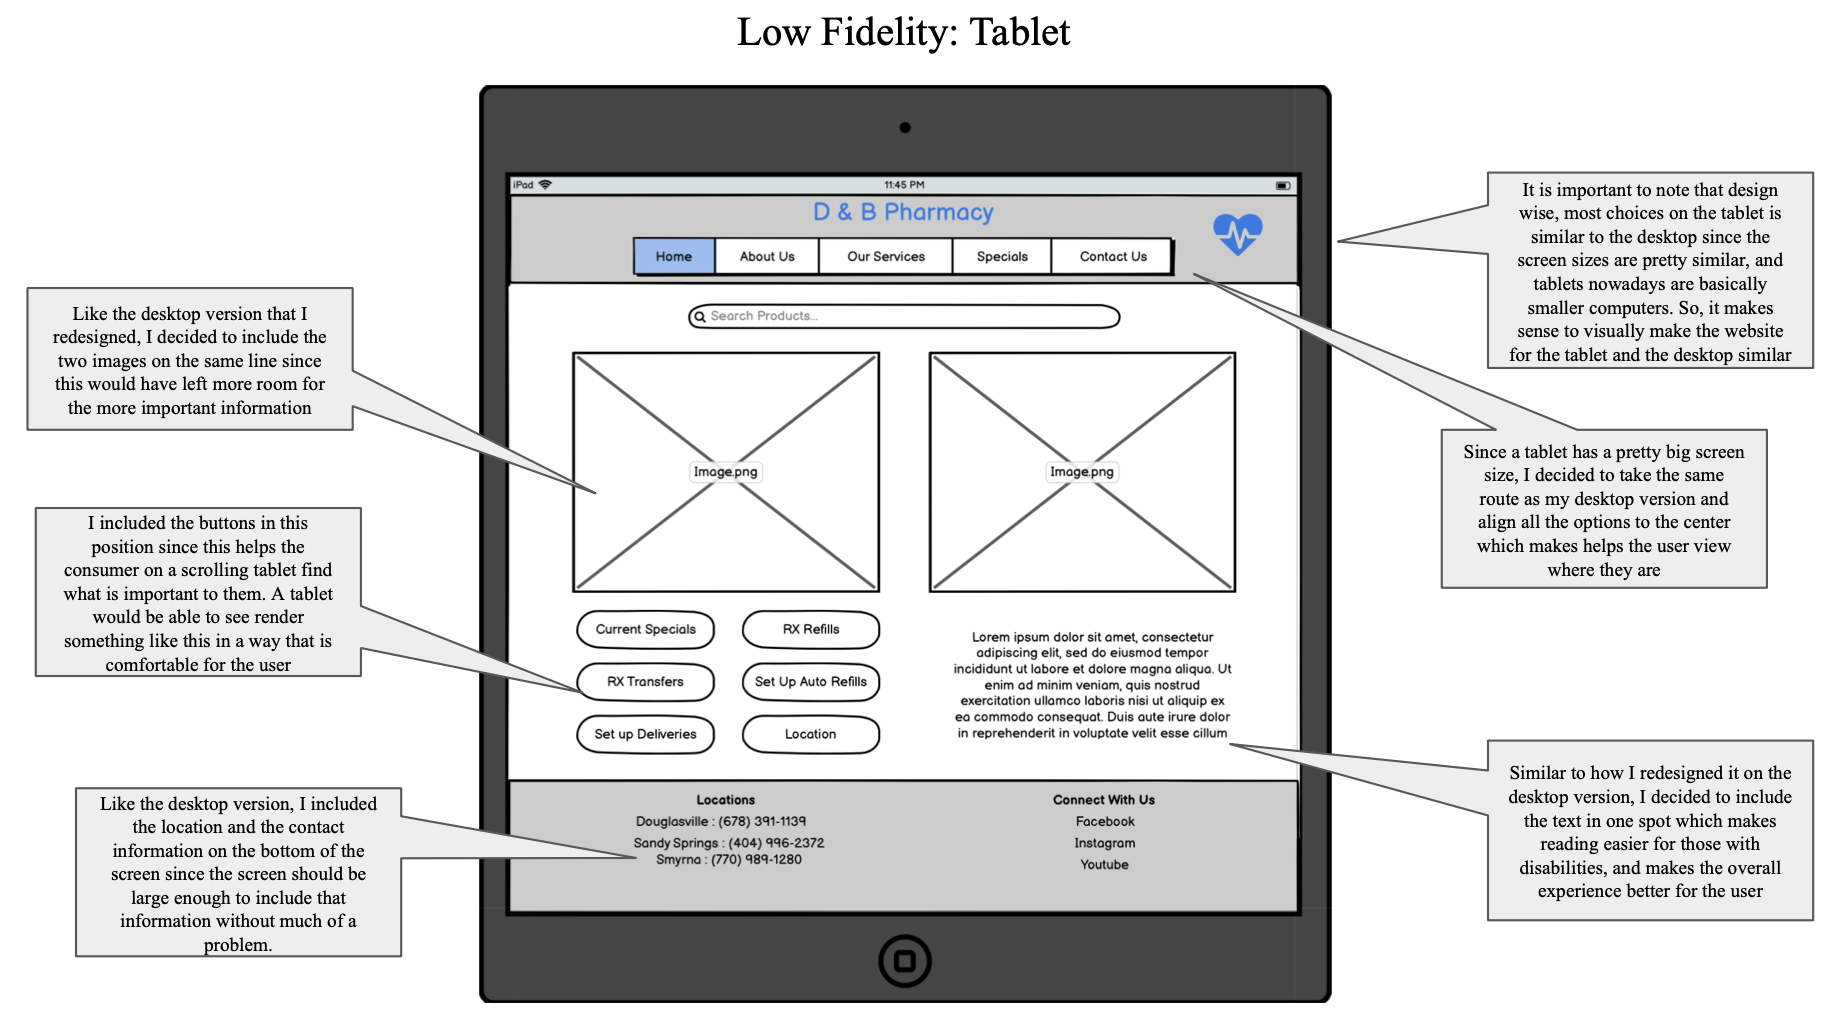 Low Fidelity: Tablet
iPad
11:45 PM
D & B Pharmacy
Home
About Us
Our Services
Specials
Contact Us
Search Products...
Image.png
Image.png
Current Specials
RX Refills
RX Transfers
Set Up Auto Refills
Set up Deliveries
Location
Lorem ipsum dolor sit amet, consectetur
adipiscing elit, sed do eiusmod tempor
incididunt ut labore et dolore magna aliqua. Ut
enim ad minim veniam, quis nostrud
exercitation ullamco laboris nisi ut aliquip ex
ea commodo consequat. Duis aute irure dolor
in reprehenderit in voluptate velit esse cillum
Locations
Douglasville : (678) 391-1139
Sandy Springs : (404) 996-2372
Smyrna : (770) 989-1280
Connect With Us
Facebook
Instagram
Youtube
Like the desktop version that I
redesigned, I decided to include the
two images on the same line since
this would have left more room for
the more important information
I included the buttons in this
position since this helps the
consumer on a scrolling tablet find
what is important to them. A tablet
would be able to see render
something like this in a way that is
comfortable for the user
Like the desktop version, I included
the location and the contact
information on the bottom of the
screen since the screen should be
large enough to include that
information without much of a
problem.
It is important to note that design
wise, most choices on the tablet is
similar to the desktop since the
screen sizes are pretty similar, and
tablets nowadays are basically
smaller computers. So, it makes
sense to visually make the website
for the tablet and the desktop similar
Since a tablet has a pretty big screen
size, I decided to take the same
route as my desktop version and
align all the options to the center
which makes helps the user view
where they are
Similar to how I redesigned it on the
desktop version, I decided to include
the text in one spot which makes
reading easier for those with
disabilities, and makes the overall
experience better for the user